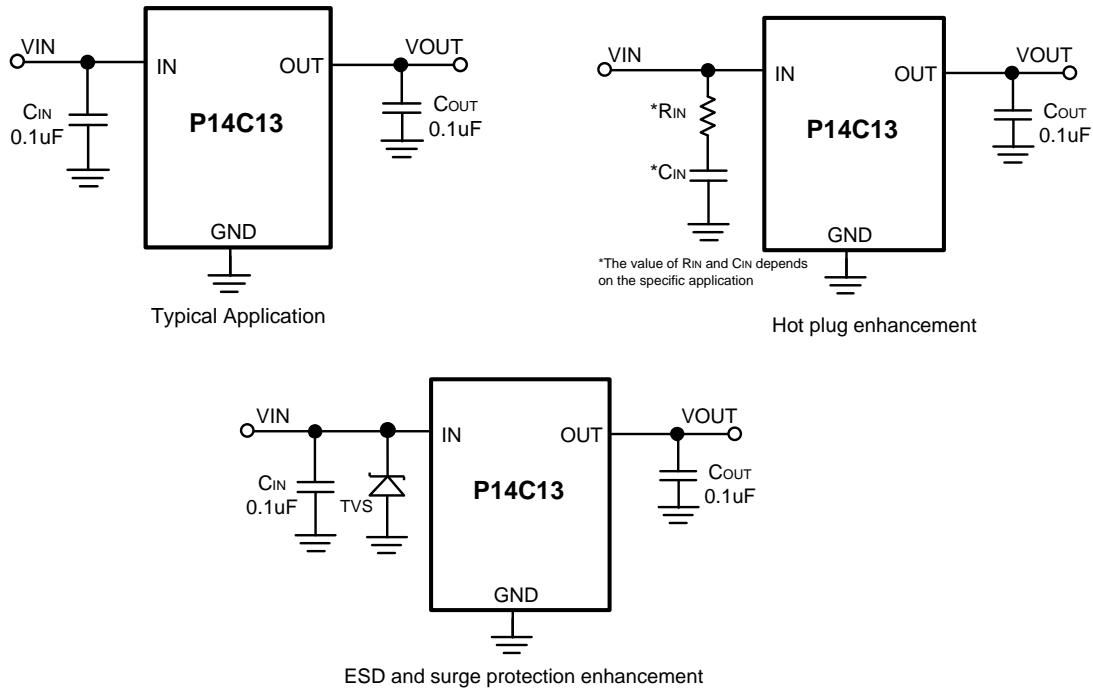 VIN
IN
OUT
VOUT
CIN
0.1uF
P14C13
COUT
0.1uF
GND
Typical Application
VIN
IN
OUT
VOUT
*RIN
*CIN
P14C13
COUT
0.1uF
GND
*The value of RIN and CIN depends
on the specific application
Hot plug enhancement
VIN
IN
OUT
VOUT
CIN
0.1uF
TVS
P14C13
COUT
0.1uF
GND
ESD and surge protection enhancement